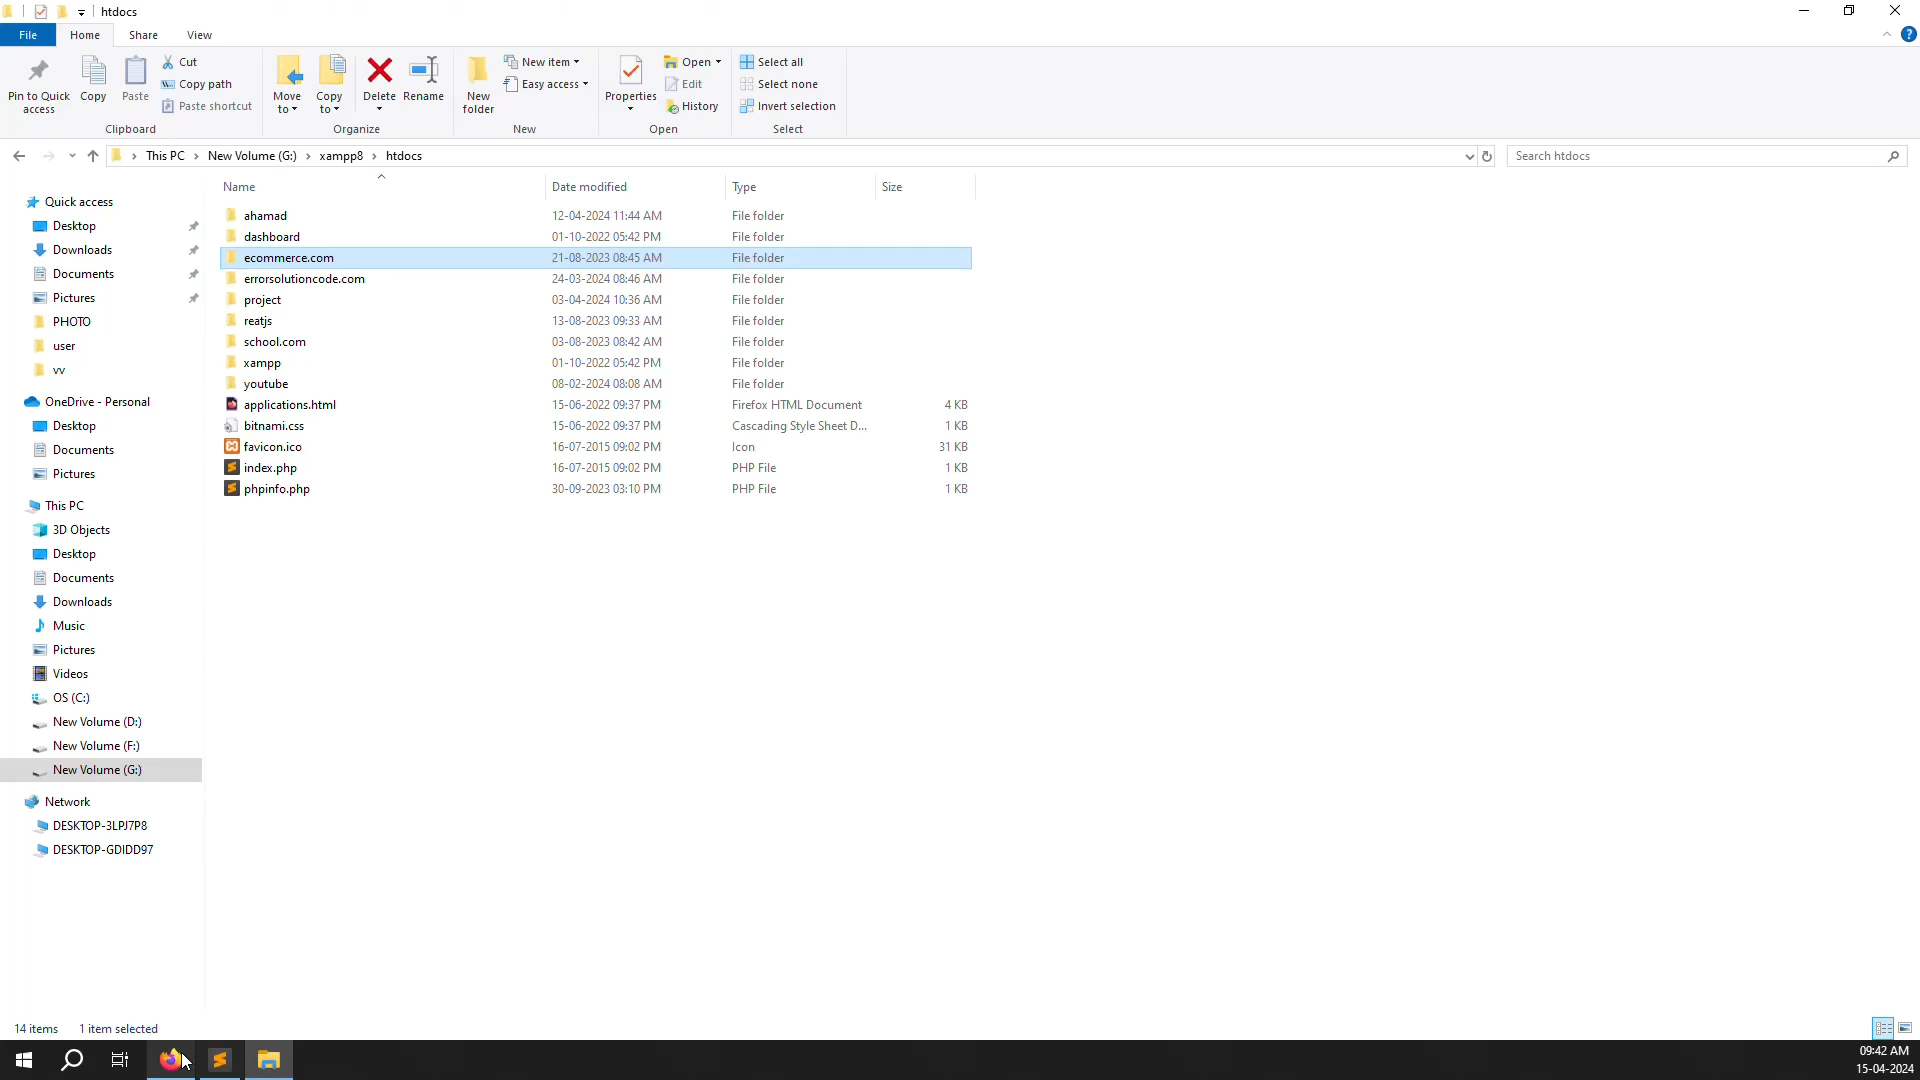 htdocs
File Home Share View
Pin to Quick access
Copy
Paste
Cut
Copy path
Paste shortcut
Clipboard
Move to
Copy to
Delete
Rename
Organize
New folder
New item
Easy access
New
Properties
Open
Edit
History
Open
Select all
Select none
Invert selection
Select
This PC New Volume (G:) xampp8 htdocs
Search htdocs
Name Date modified Type Size
ahamad 12-04-2024 11:44 AM File folder
dashboard 01-10-2022 05:42 PM File folder
ecommerce.com 21-08-2023 08:45 AM File folder
errorsolutioncode.com 24-03-2024 08:46 AM File folder
project 03-04-2024 10:36 AM File folder
reatjs 13-08-2023 09:33 AM File folder
school.com 03-08-2023 08:42 AM File folder
xampp 01-10-2022 05:42 PM File folder
youtube 08-02-2024 08:08 AM File folder
applications.html 15-06-2022 09:37 PM Firefox HTML Document 4 KB
bitnami.css 15-06-2022 09:37 PM Cascading Style Sheet D... 1 KB
favicon.ico 16-07-2015 09:02 PM Icon 31 KB
index.php 16-07-2015 09:02 PM PHP File 1 KB
phpinfo.php 30-09-2023 03:10 PM PHP File 1 KB
Quick access
Desktop
Downloads
Documents
Pictures
PHOTO
user
vv
OneDrive - Personal
Desktop
Documents
Pictures
This PC
3D Objects
Desktop
Documents
Downloads
Music
Pictures
Videos
OS (C:)
New Volume (D:)
New Volume (F:)
New Volume (G:)
Network
DESKTOP-3LPJ7P8
DESKTOP-GDIDD97
14 items 1 item selected
09:42 AM
15-04-2024